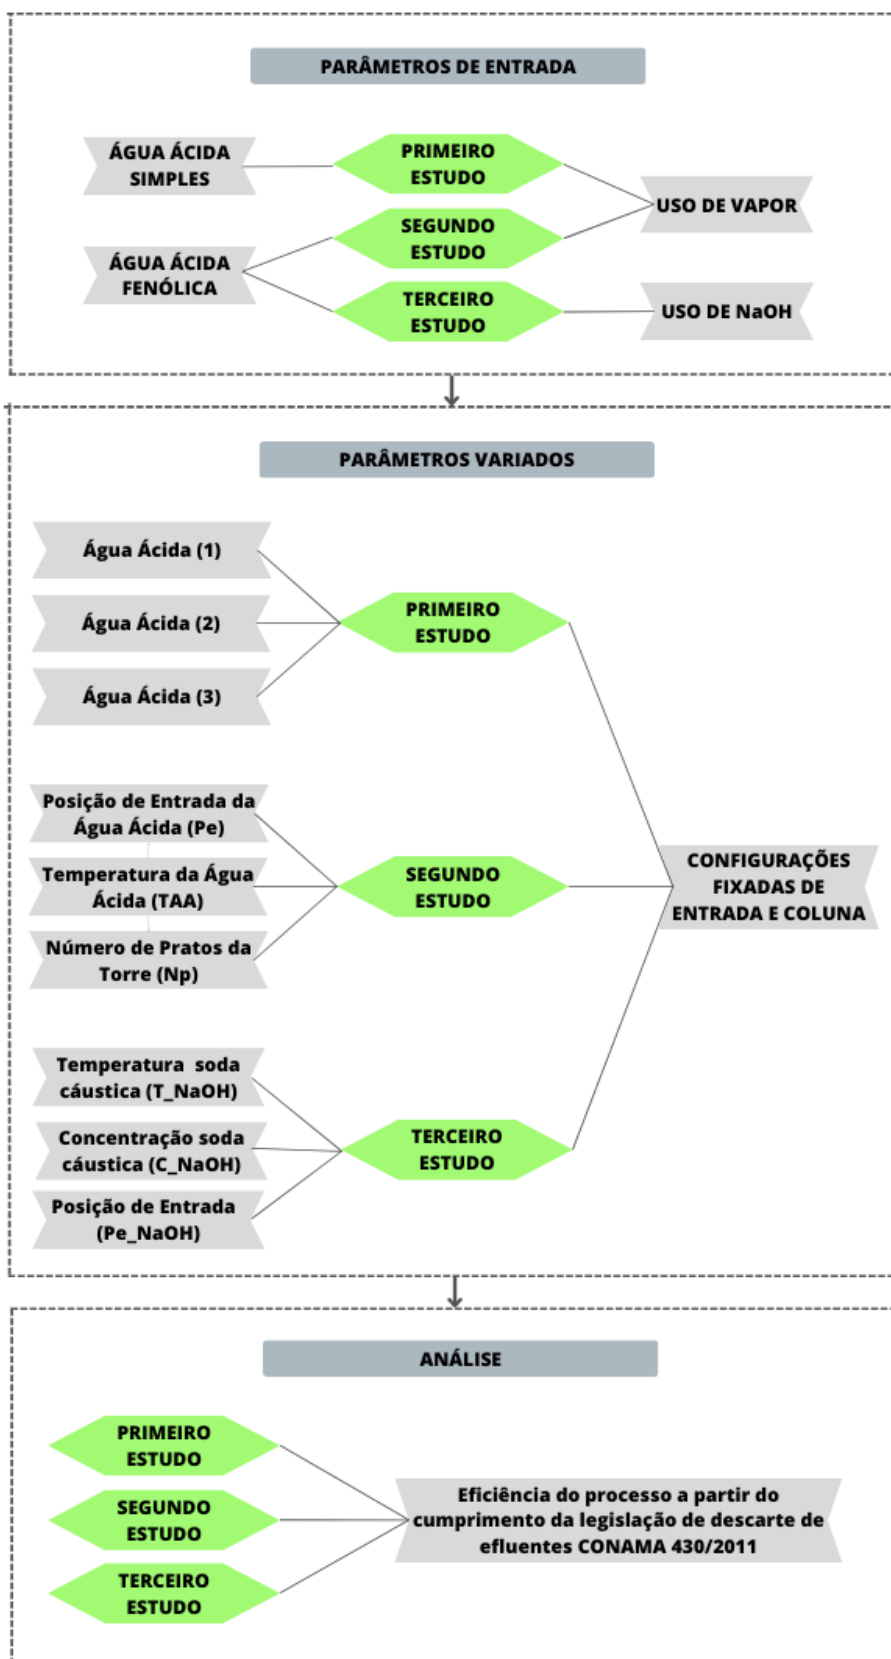 PARÂMETROS DE ENTRADA
ÁGUA ÁCIDA
SIMPLES
PRIMEIRO
ESTUDO
USO DE VAPOR
SEGUNDO
ESTUDO
ÁGUA ÁCIDA
FENÓLICA
TERCEIRO
ESTUDO
USO DE NaOH
PARÂMETROS VARIADOS
Água Ácida (1)
Água Ácida (2)
Água Ácida (3)
PRIMEIRO
ESTUDO
Posição de Entrada da
Água Ácida (Pe)
Temperatura da Água
Ácida (TAA)
Número de Pratos da
Torre (Np)
SEGUNDO
ESTUDO
CONFIGURAÇÕES
FIXADAS DE
ENTRADA E COLUNA
Temperatura soda
cáustica (T_NaOH)
Concentração soda
cáustica (C_NaOH)
Posição de Entrada
(Pe_NaOH)
TERCEIRO
ESTUDO
ANÁLISE
PRIMEIRO
ESTUDO
SEGUNDO
ESTUDO
TERCEIRO
ESTUDO
Eficiência do processo a partir do
cumprimento da legislação de descarte de
efluentes CONAMA 430/2011